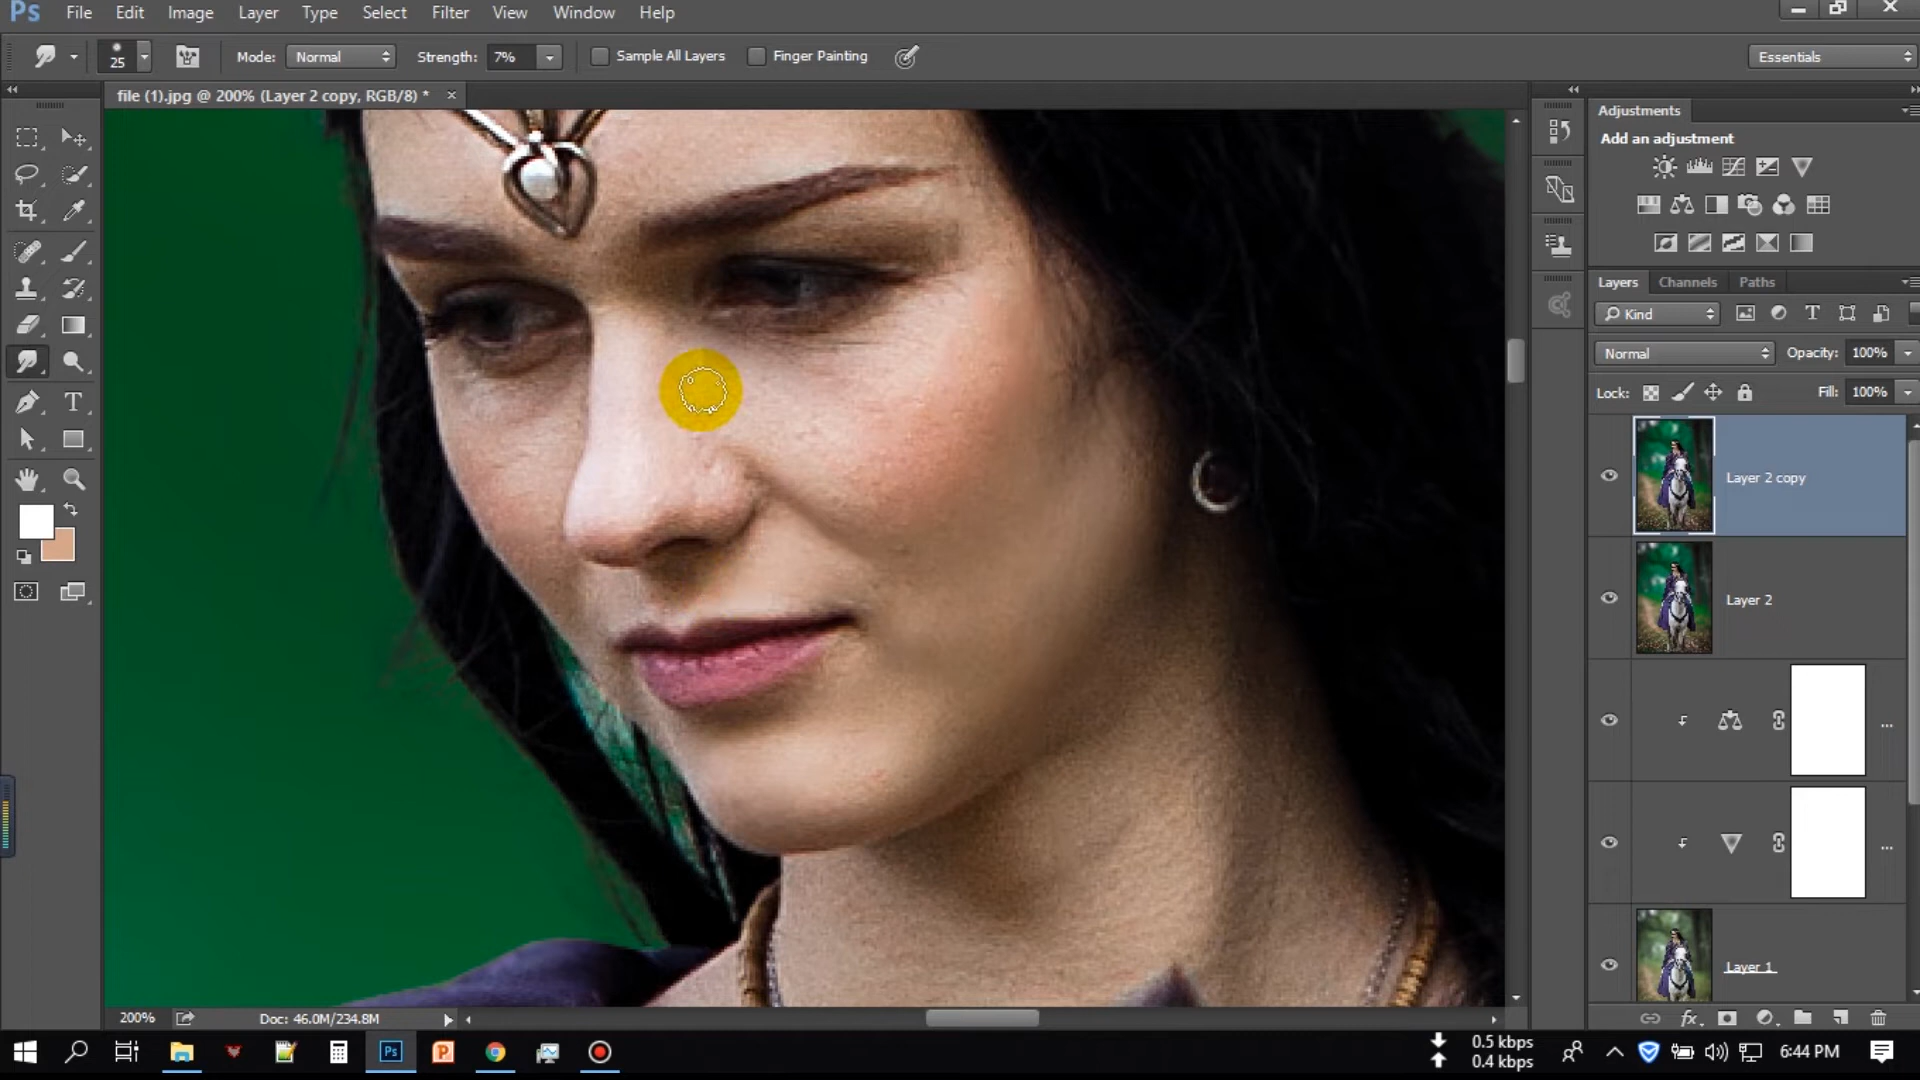 Ps File Edit Image Layer Type Select Filter View Window Help
25 Mode: Normal Strength: 7% Sample All Layers Finger Painting Essentials
file (1).jpg @ 200% (Layer 2 copy, RGB/8) * ×
Adjustments
Add an adjustment
Layers Channels Paths
Kind
Normal Opacity: 100%
Lock: Fill: 100%
Layer 2 copy
Layer 2
...
...
Layer 1
200% Doc: 46.0M/234.8M
fx
Ps
0.5 kbps
0.4 kbps
6:44 PM